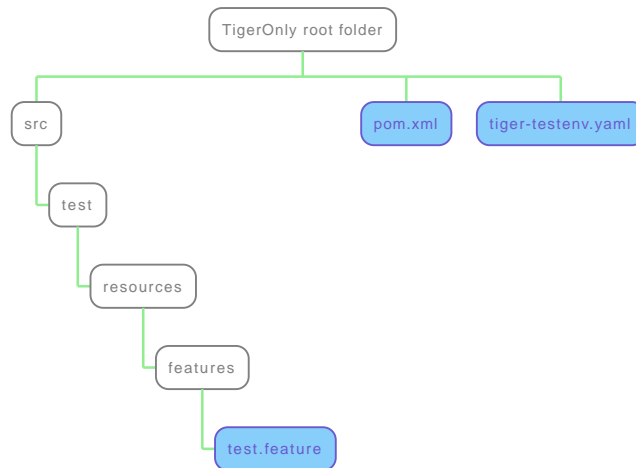 TigerOnly root folder
src
pom.xml
tiger-testenv.yaml
test
resources
features
test.feature